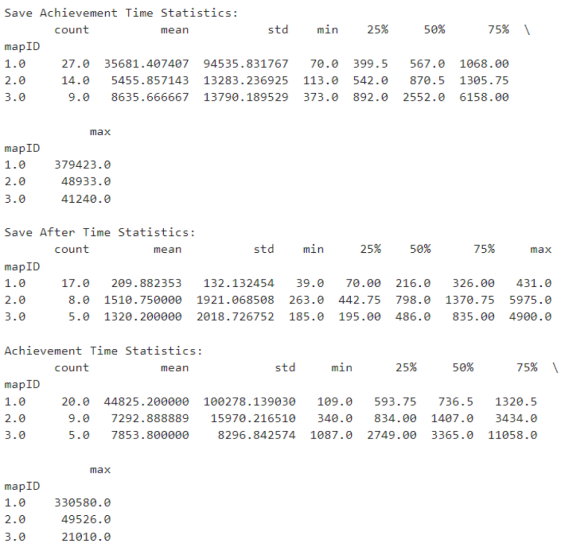 Save Achievement Time Statistics:
count mean std min 25% 50% 75% \
mapID
1.0 27.0 35681.407407 94535.831767 70.0 399.5 567.0 1068.00
2.0 14.0 5455.857143 13283.236925 113.0 542.0 870.5 1305.75
3.0 9.0 8635.666667 13790.189529 373.0 892.0 2552.0 6158.00
max
mapID
1.0 379423.0
2.0 48933.0
3.0 41240.0
Save After Time Statistics:
count mean std min 25% 50% 75% max
mapID
1.0 17.0 209.882353 132.132454 39.0 70.00 216.0 326.00 431.0
2.0 8.0 1510.750000 1921.068508 263.0 442.75 798.0 1370.75 5975.0
3.0 5.0 1320.200000 2018.726752 185.0 195.00 486.0 835.00 4900.0
Achievement Time Statistics:
count mean std min 25% 50% 75% \
mapID
1.0 20.0 44825.200000 100278.139030 109.0 593.75 736.5 1320.5
2.0 9.0 7292.888889 15970.216510 340.0 834.00 1407.0 3434.0
3.0 5.0 7853.800000 8296.842574 1087.0 2749.00 3365.0 11058.0
max
mapID
1.0 330580.0
2.0 49526.0
3.0 21010.0